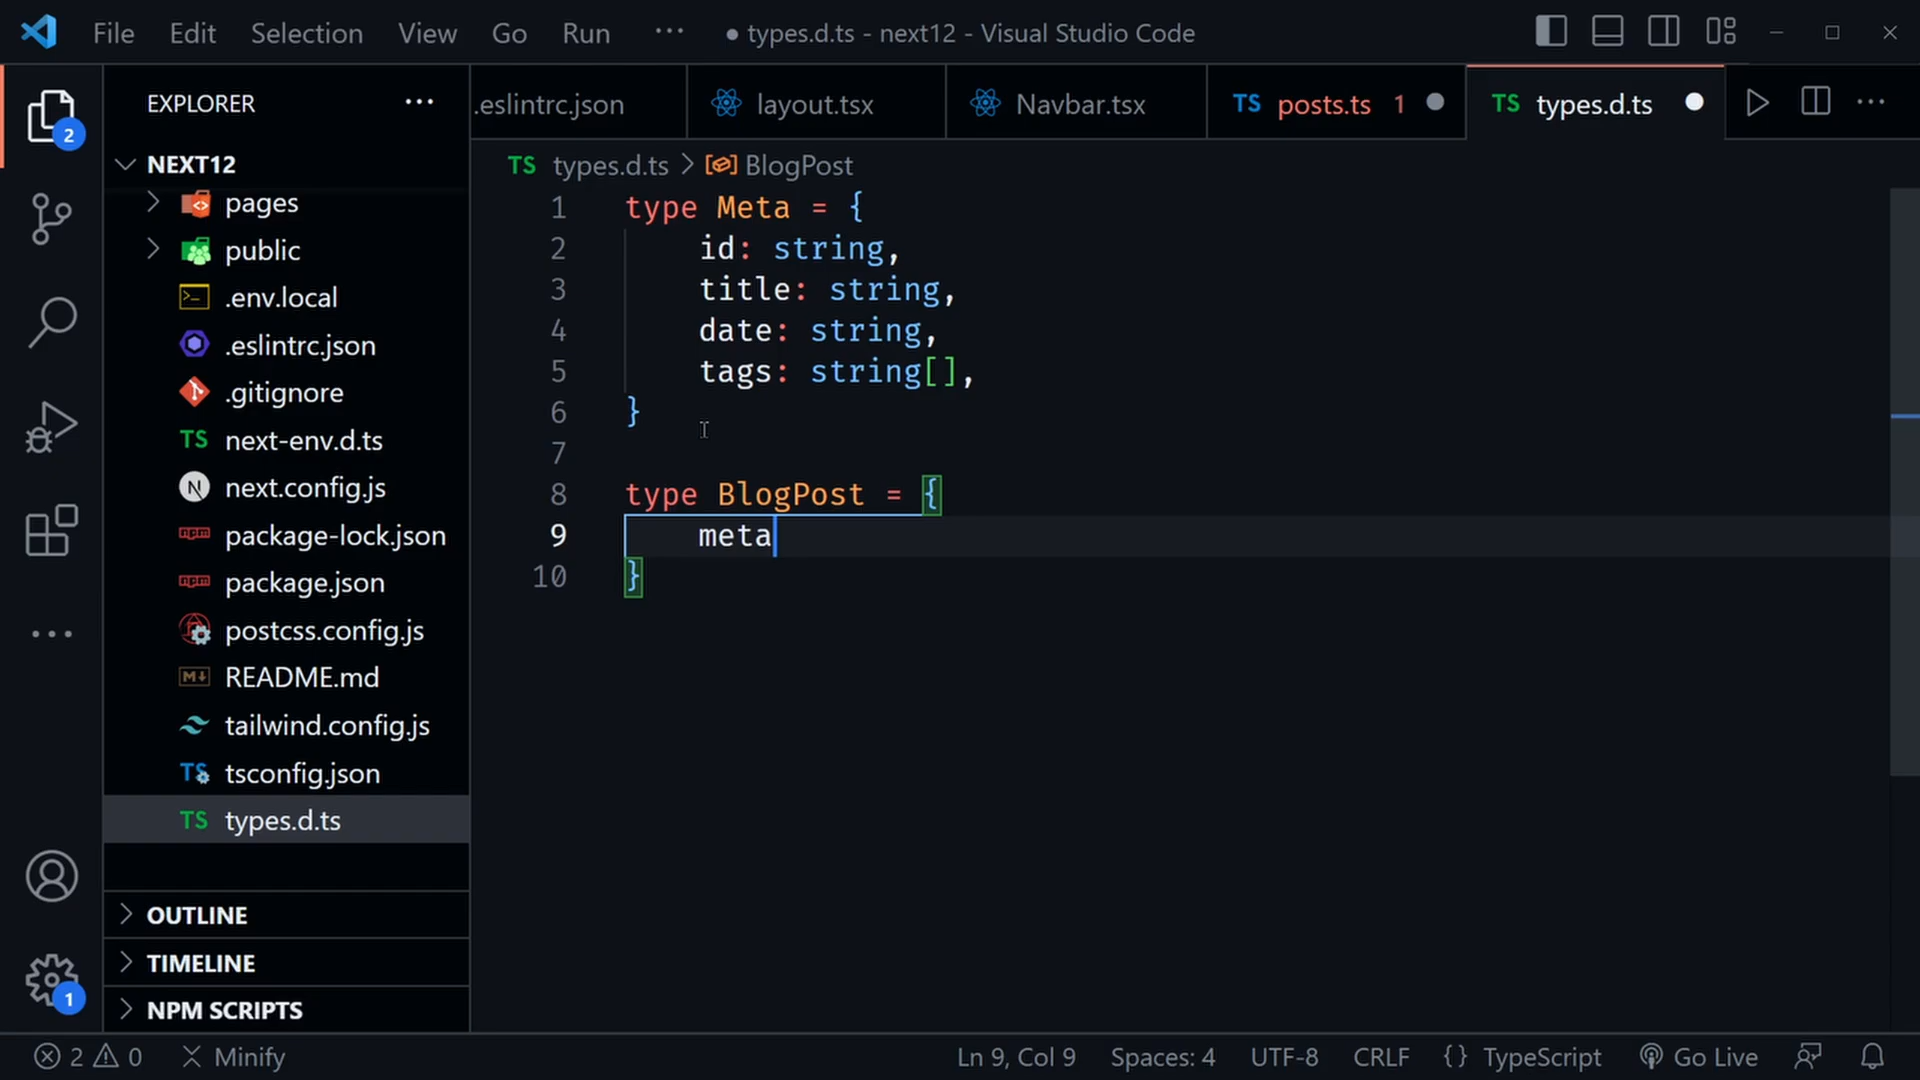 File Edit Selection View Go Run ··· ● types.d.ts - next12 - Visual Studio Code
EXPLORER ···
.eslintrc.json layout.tsx Navbar.tsx TS posts.ts 1 TS types.d.ts ···
2
NEXT12
pages
public
.env.local
.eslintrc.json
.gitignore
TS next-env.d.ts
N next.config.js
npm package-lock.json
npm package.json
postcss.config.js
M README.md
tailwind.config.js
TS tsconfig.json
TS types.d.ts
OUTLINE
TIMELINE
NPM SCRIPTS
1
TS types.d.ts > BlogPost
1 type Meta = {
2 id: string,
3 title: string,
4 date: string,
5 tags: string[],
6 }
7
8 type BlogPost = {
9 meta
10 }
2 0 Minify Ln 9, Col 9 Spaces: 4 UTF-8 CRLF {} TypeScript Go Live